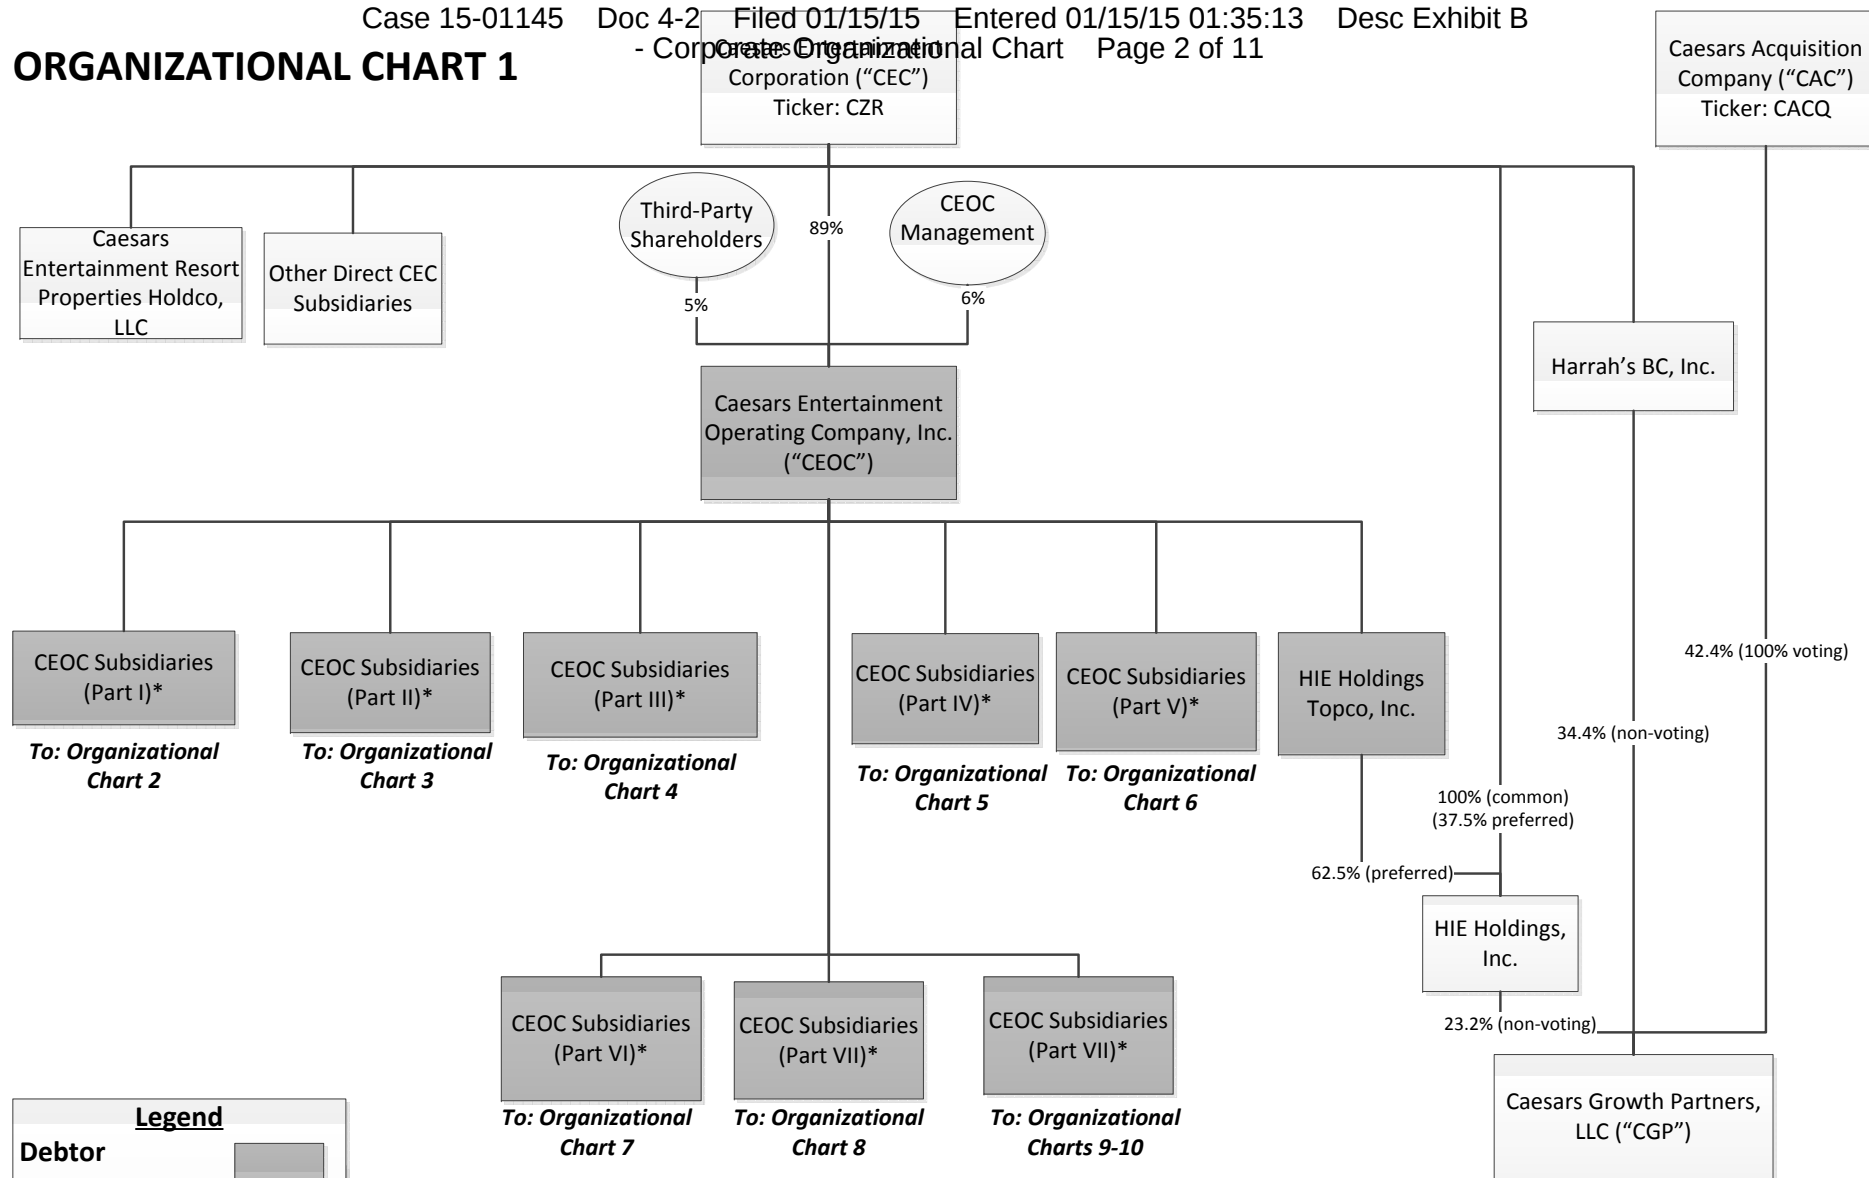 Case 15-01145 Doc 4-2 Filed 01/15/15 Entered 01/15/15 01:35:13 Desc Exhibit B
- Corporate Organizational Chart Page 2 of 11
ORGANIZATIONAL CHART 1
Caesars Entertainment
Corporation (“CEC”)
Ticker: CZR
Caesars Acquisition
Company (“CAC”)
Ticker: CACQ
Caesars
Entertainment Resort
Properties Holdco,
LLC
Other Direct CEC
Subsidiaries
Third-Party
Shareholders
89%
CEOC
Management
5%
6%
Harrah’s BC, Inc.
Caesars Entertainment
Operating Company, Inc.
(“CEOC”)
CEOC Subsidiaries
(Part I)*
To: Organizational
Chart 2
CEOC Subsidiaries
(Part II)*
To: Organizational
Chart 3
CEOC Subsidiaries
(Part III)*
To: Organizational
Chart 4
CEOC Subsidiaries
(Part IV)*
To: Organizational
Chart 5
CEOC Subsidiaries
(Part V)*
To: Organizational
Chart 6
HIE Holdings
Topco, Inc.
42.4% (100% voting)
34.4% (non-voting)
100% (common)
(37.5% preferred)
62.5% (preferred)
HIE Holdings,
Inc.
23.2% (non-voting)
CEOC Subsidiaries
(Part VI)*
To: Organizational
Chart 7
CEOC Subsidiaries
(Part VII)*
To: Organizational
Chart 8
CEOC Subsidiaries
(Part VII)*
To: Organizational
Charts 9-10
Caesars Growth Partners,
LLC (“CGP”)
Legend
Debtor